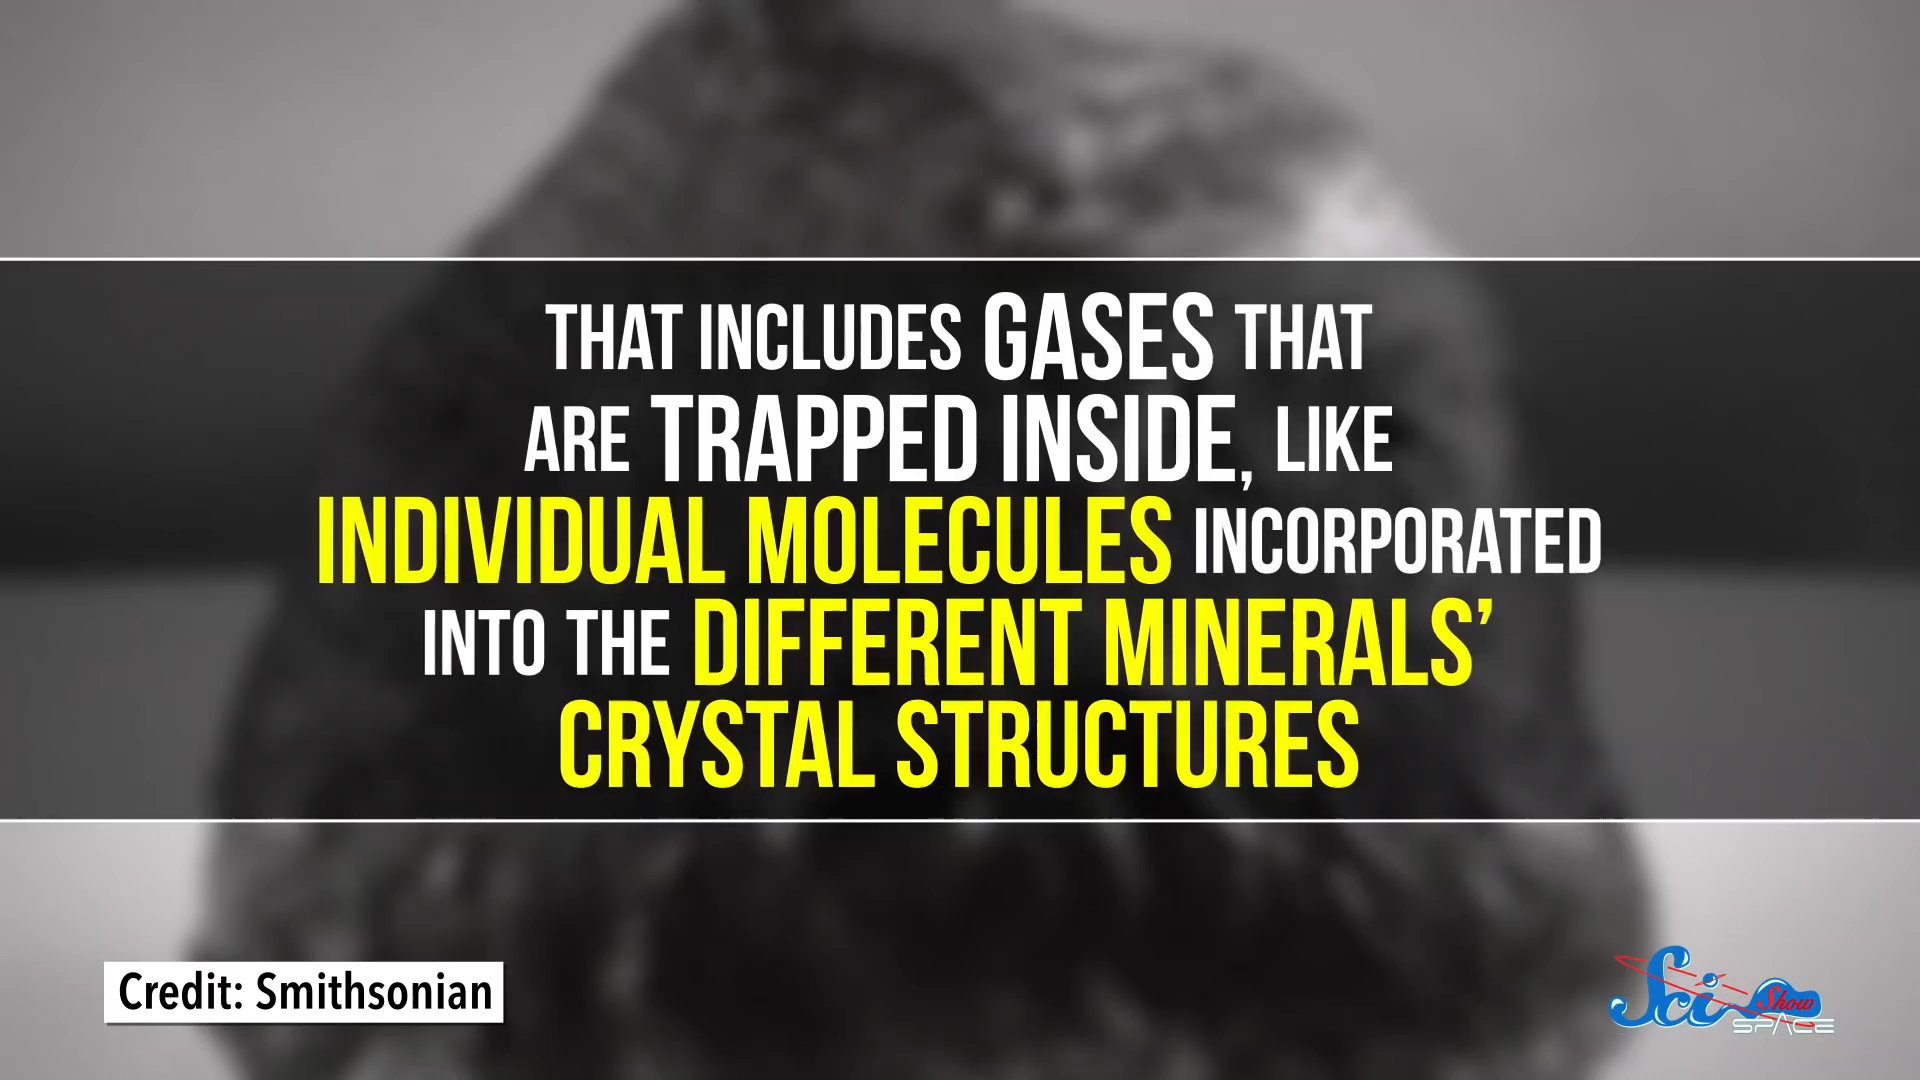 THAT INCLUDES GASES THAT
ARE TRAPPED INSIDE, LIKE
INDIVIDUAL MOLECULES INCORPORATED
INTO THE DIFFERENT MINERALS’
CRYSTAL STRUCTURES
Credit: Smithsonian
Sci Show
SPACE